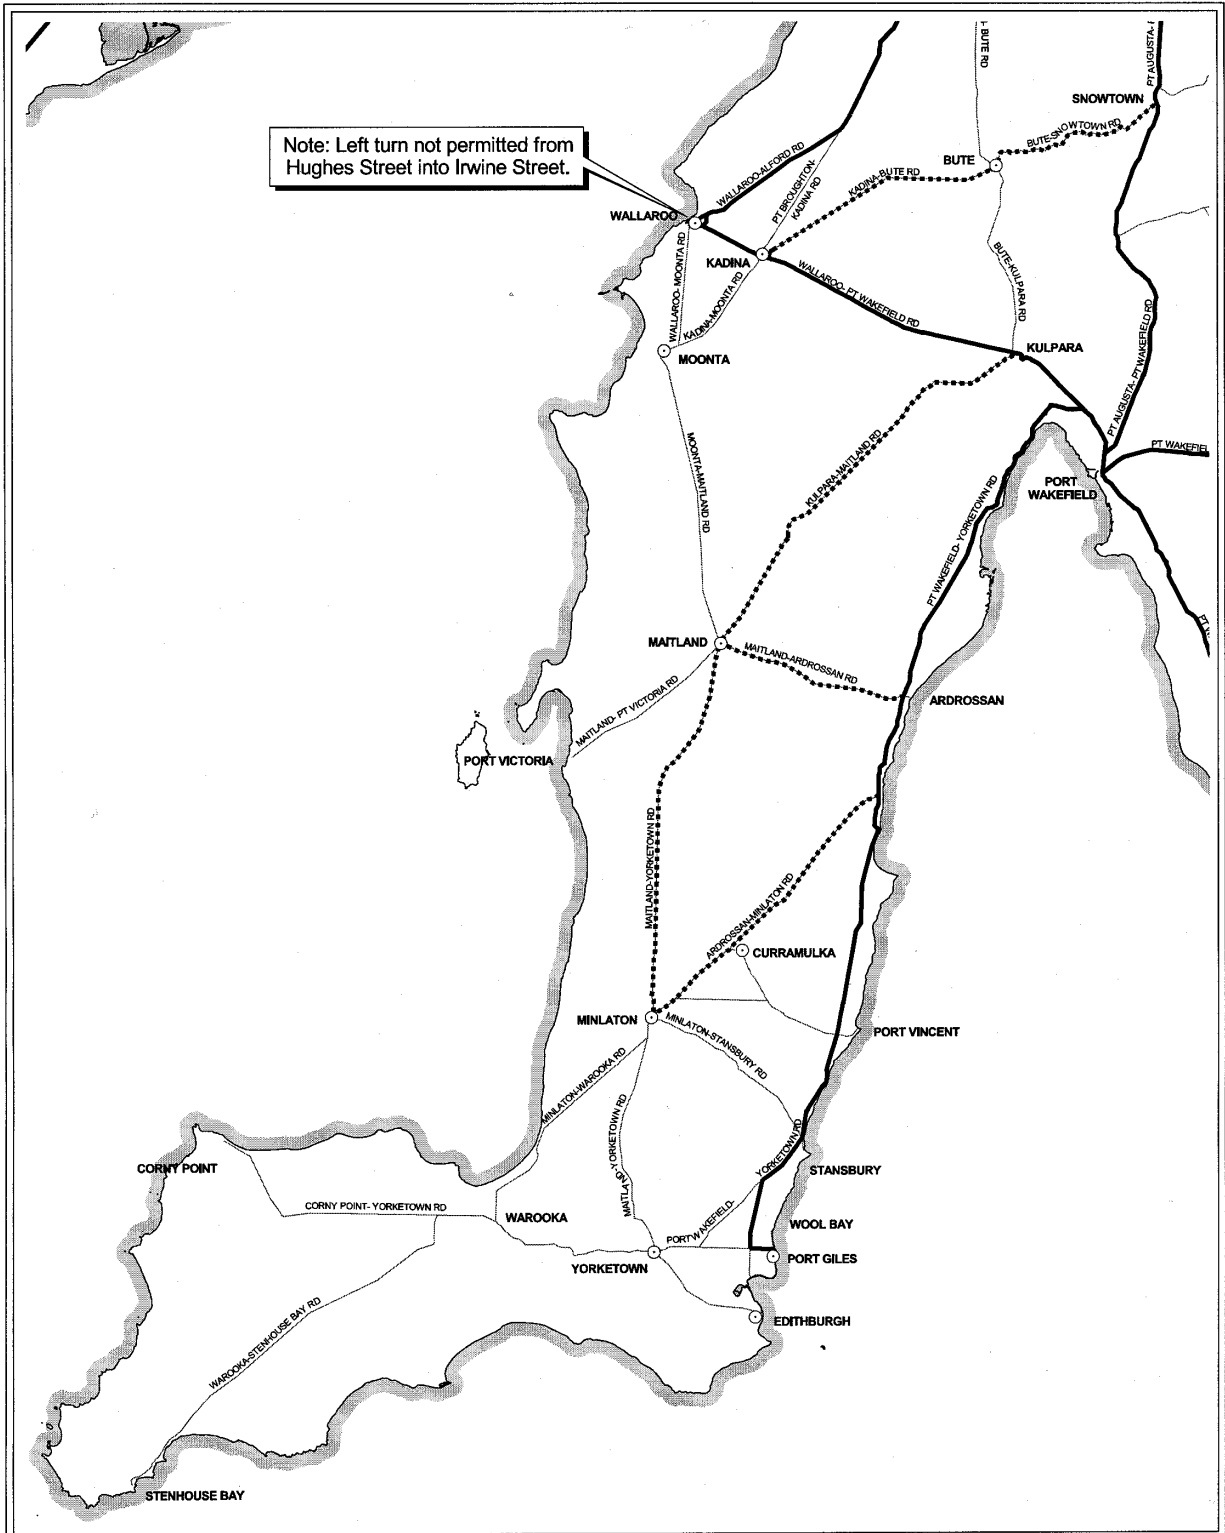 - BUTE RD
PT AUGUSTA-
SNOWTOWN
BUTE-SNOWTOWN RD
Note: Left turn not permitted from
Hughes Street into Irwine Street.
BUTE
WALLAROO-ALFORD RD
PT BROUGHTON-
KADINA RD
KADINA-BUTE RD
WALLAROO
KADINA
WALLAROO- MOONTA RD
KADINA-MOONTA RD
WALLAROO- PT WAKEFIELD RD
BUTE-KULPARA RD
PT AUGUSTA- PT WAKEFIELD RD
KULPARA
MOONTA
MOONTA-MAITLAND RD
KULPARA-MAITLAND RD
PT WAKEFIEL
PORT
WAKEFIELD
PT WAKEFIELD- YORKETOWN RD
MAITLAND
MAITLAND-ARDROSSAN RD
PT
MAITLAND- PT VICTORIA RD
ARDROSSAN
PORT VICTORIA
MAITLAND-YORKETOWN RD
ARDROSSAN-MINLATON RD
CURRAMULKA
MINLATON
MINLATON-STANSBURY RD
PORT VINCENT
MINLATON-WAROOKA RD
MAITLAND-YORKETOWN RD
CORNY POINT
STANSBURY
CORNY POINT- YORKETOWN RD
WAROOKA
PORT WAKEFIELD-
YORKETOWN RD
WOOL BAY
YORKETOWN
PORT GILES
WAROOKA-STENHOUSE BAY RD
EDITHBURGH
STENHOUSE BAY